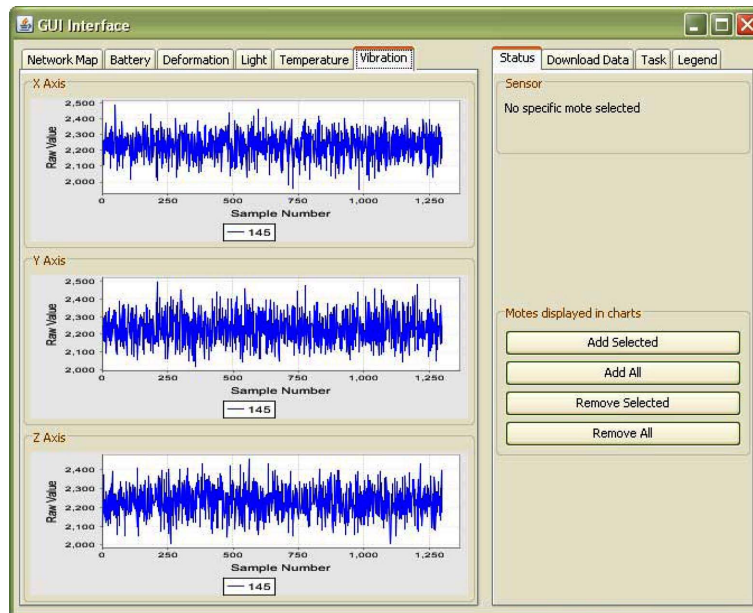 GUI Interface
Network Map Battery Deformation Light Temperature Vibration
X Axis
2,500
2,400
2,300
2,200
2,100
2,000
Raw Value
0 250 500 750 1,000 1,250
Sample Number
145
Y Axis
2,500
2,400
2,300
2,200
2,100
2,000
Raw Value
0 250 500 750 1,000 1,250
Sample Number
145
Z Axis
2,400
2,300
2,200
2,100
2,000
Raw Value
0 250 500 750 1,000 1,250
Sample Number
145
Status Download Data Task Legend
Sensor
No specific mote selected
Motes displayed in charts
Add Selected
Add All
Remove Selected
Remove All